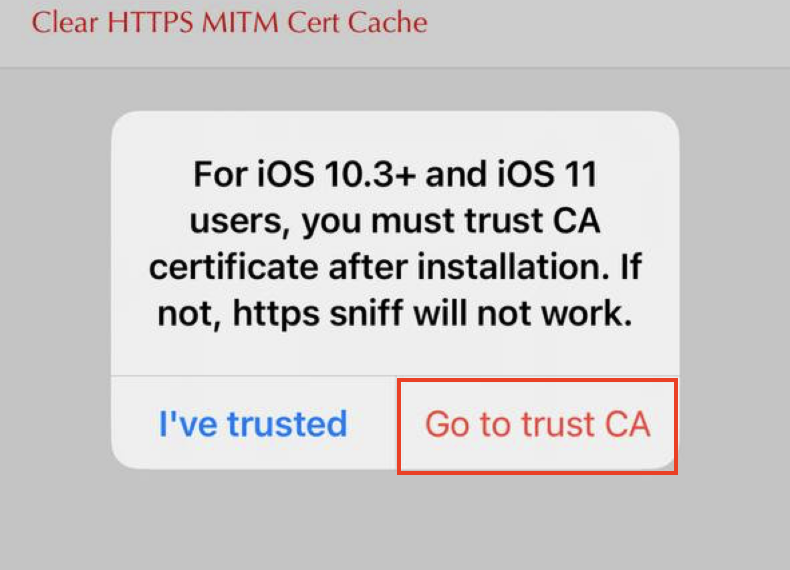 Clear HTTPS MITM Cert Cache
For iOS 10.3+ and iOS 11
users, you must trust CA
certificate after installation. If
not, https sniff will not work.
I've trusted
Go to trust CA